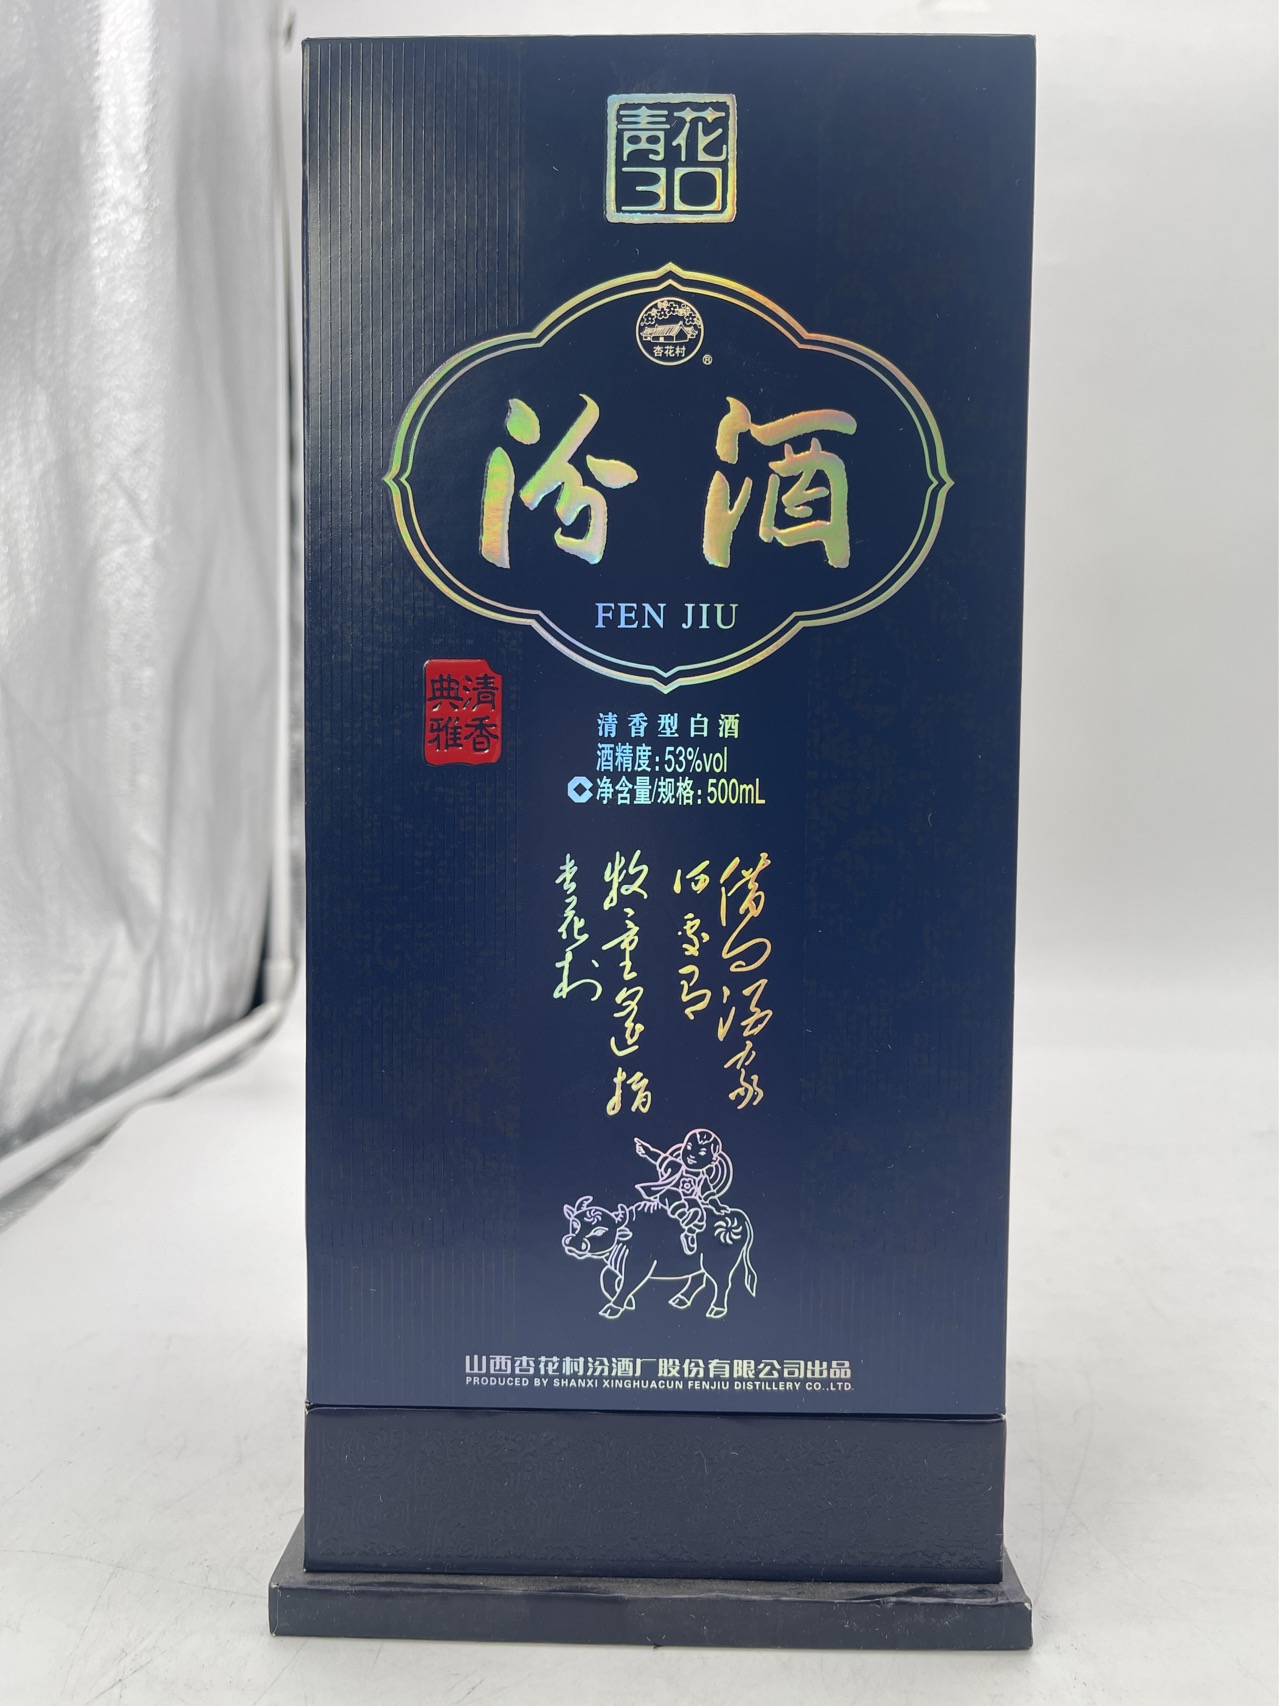 青花
30
杏花村
®
汾酒
FEN JIU
清香
典雅
清香型白酒
酒精度:53%vol
净含量/规格:500mL
借问酒家
何处有
牧童遥指
杏花村
山西杏花村汾酒厂股份有限公司出品
PRODUCED BY SHANXI XINGHUACUN FENJIU DISTILLERY CO.,LTD.